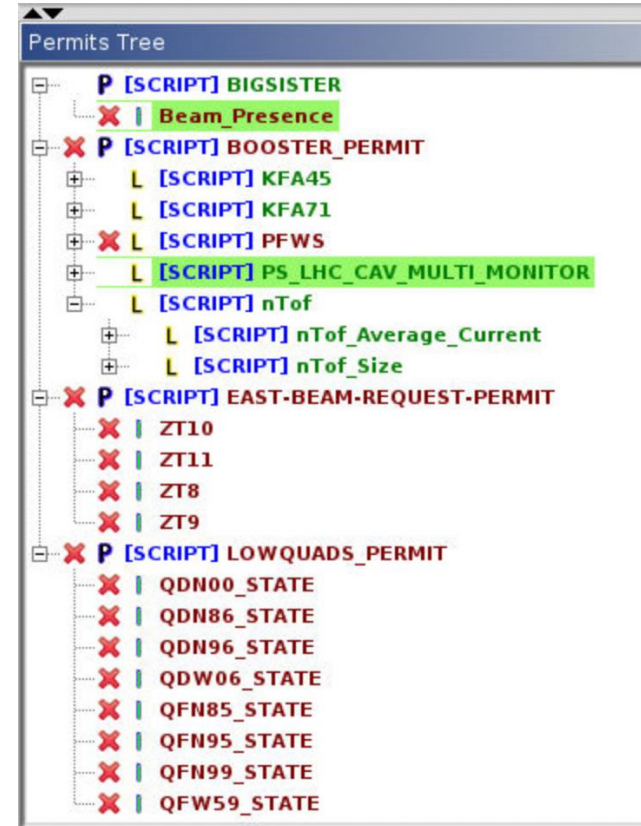 Permits Tree
P [SCRIPT] BIGSISTER
Beam_Presence
P [SCRIPT] BOOSTER_PERMIT
L [SCRIPT] KFA45
L [SCRIPT] KFA71
L [SCRIPT] PFWS
L [SCRIPT] PS_LHC_CAV_MULTI_MONITOR
L [SCRIPT] nTof
L [SCRIPT] nTof_Average_Current
L [SCRIPT] nTof_Size
P [SCRIPT] EAST-BEAM-REQUEST-PERMIT
I ZT10
I ZT11
I ZT8
I ZT9
P [SCRIPT] LOWQUADS_PERMIT
I QDN00_STATE
I QDN86_STATE
I QDN96_STATE
I QDW06_STATE
I QFN85_STATE
I QFN95_STATE
I QFN99_STATE
I QFW59_STATE